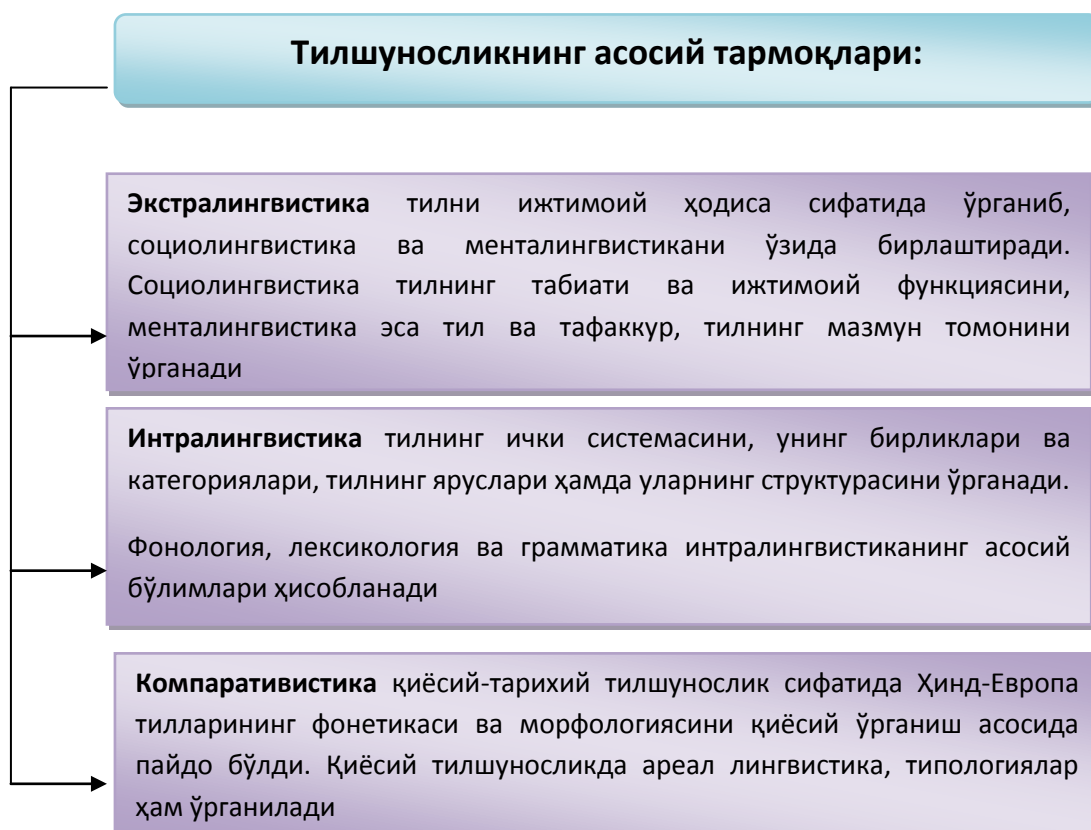 Тилшуносликнинг асосий тармоқлари:
Экстралингвистика тилни ижтимоий ҳодиса сифатида ўрганиб,
социолингвистика ва менталингвистикани ўзида бирлаштиради.
Социолингвистика тилнинг табиати ва ижтимоий функциясини,
менталингвистика эса тил ва тафаккур, тилнинг мазмун томонини
ўрганади
Интралингвистика тилнинг ички системасини, унинг бирликлари ва
категориялари, тилнинг яруслари ҳамда уларнинг структурасини ўрганади.
Фонология, лексикология ва грамматика интралингвистиканинг асосий
бўлимлари ҳисобланади
Компаративистика қиёсий-тарихий тилшунослик сифатида Ҳинд-Европа
тилларининг фонетикаси ва морфологиясини қиёсий ўрганиш асосида
пайдо бўлди. Қиёсий тилшуносликда ареал лингвистика, типологиялар
ҳам ўрганилади